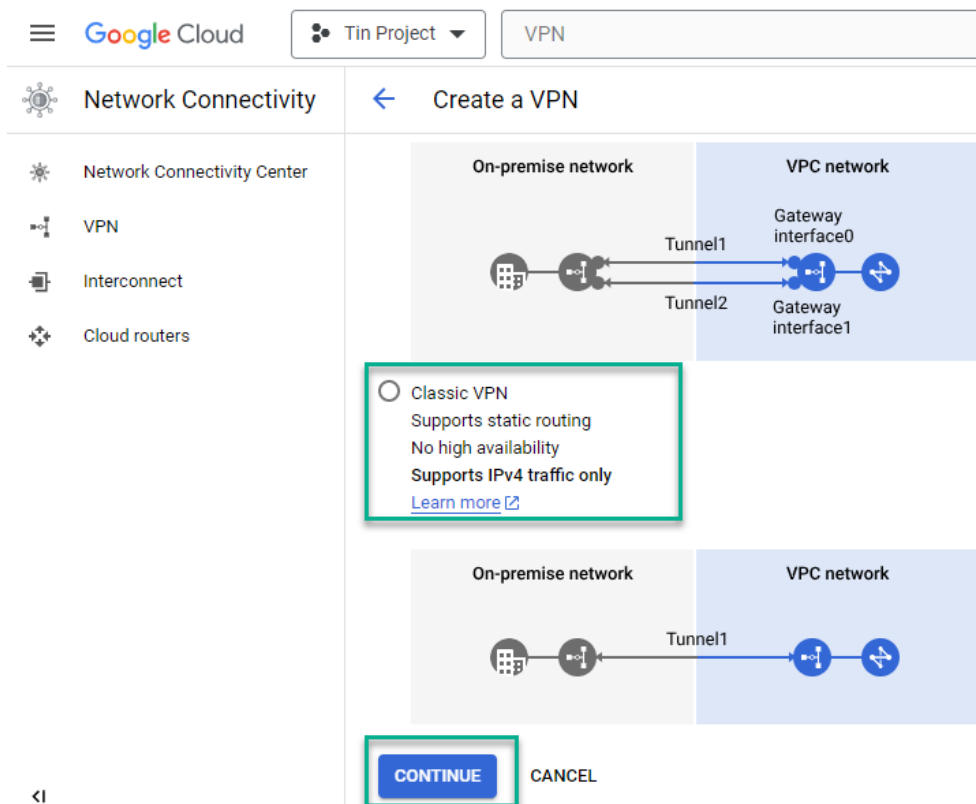 Google Cloud
Tin Project
VPN
Network Connectivity
Create a VPN
Network Connectivity Center
VPN
Interconnect
Cloud routers
On-premise network
VPC network
Gateway
interface0
Tunnel1
Tunnel2
Gateway
interface1
Classic VPN
Supports static routing
No high availability
Supports IPv4 traffic only
Learn more
On-premise network
VPC network
Tunnel1
CONTINUE
CANCEL